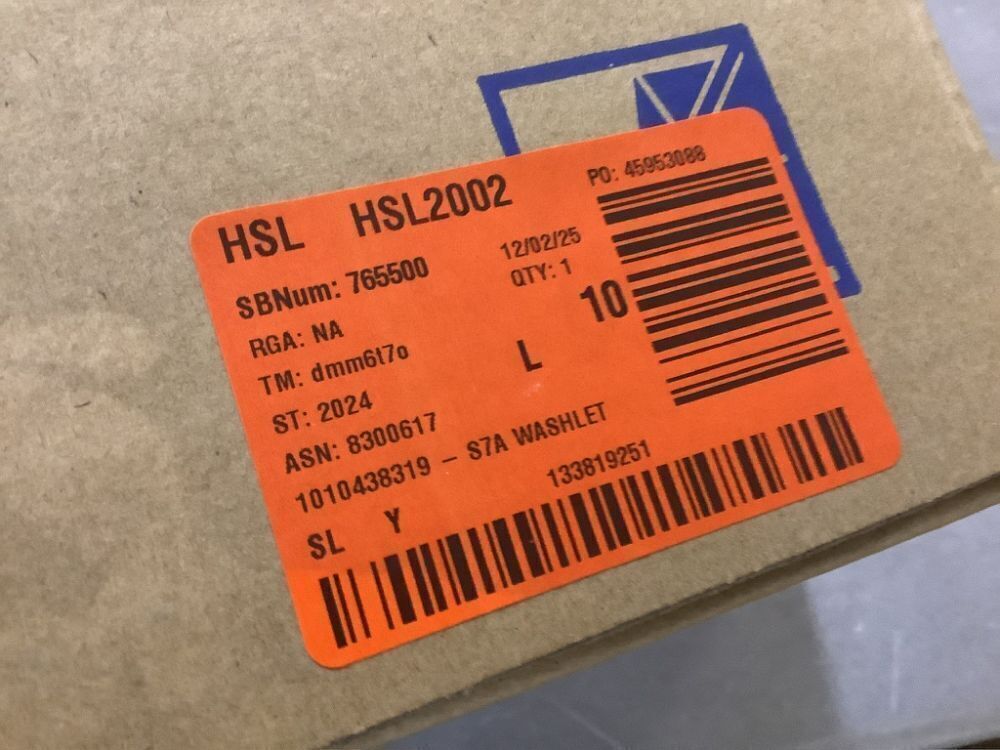 HSL HSL2002
PO: 45953088
SBNum: 765500
12/02/25
RGA: NA
QTY: 1
10
TM: dmm6t7o
L
ST: 2024
ASN: 8300617
1010438319 - S7A WASHLET
133819251
SL Y